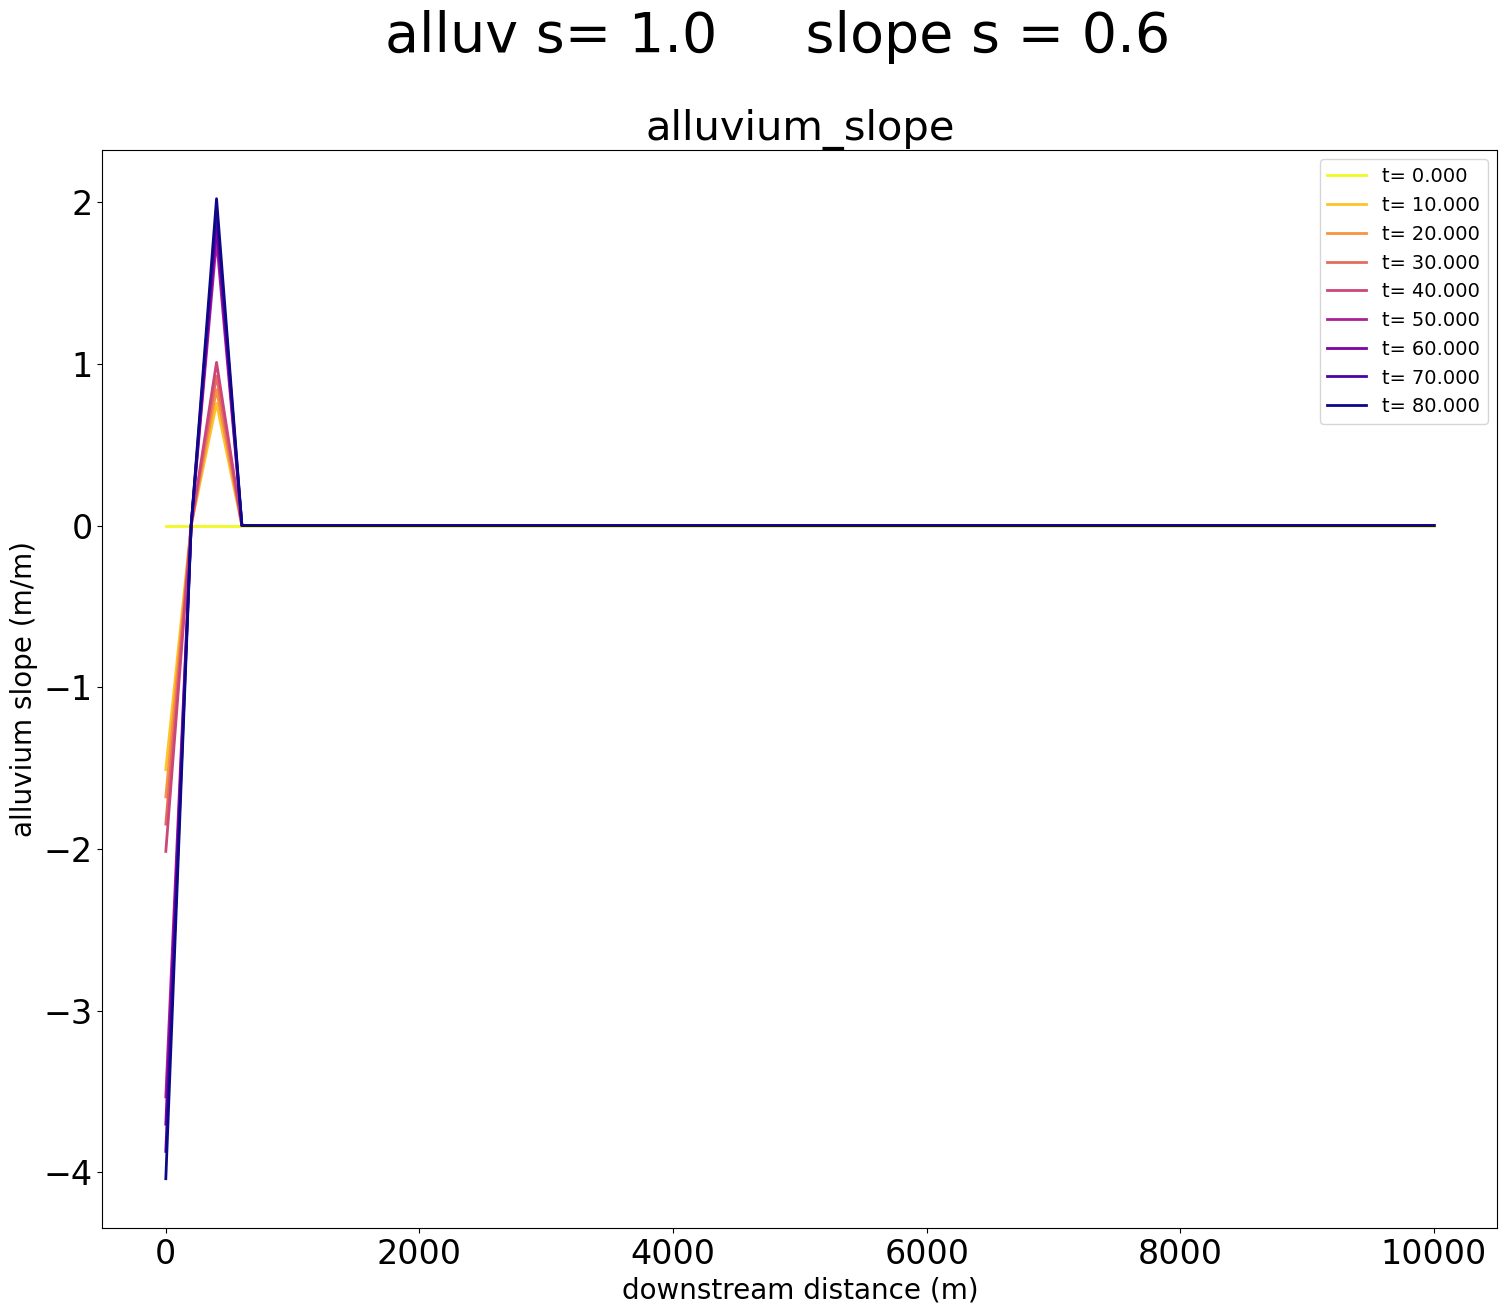 alluv s= 1.0     slope s = 0.6
alluvium_slope
t= 0.000
t= 10.000
t= 20.000
t= 30.000
t= 40.000
t= 50.000
t= 60.000
t= 70.000
t= 80.000
2
1
0
−1
−2
−3
−4
alluvium slope (m/m)
0 2000 4000 6000 8000 10000
downstream distance (m)